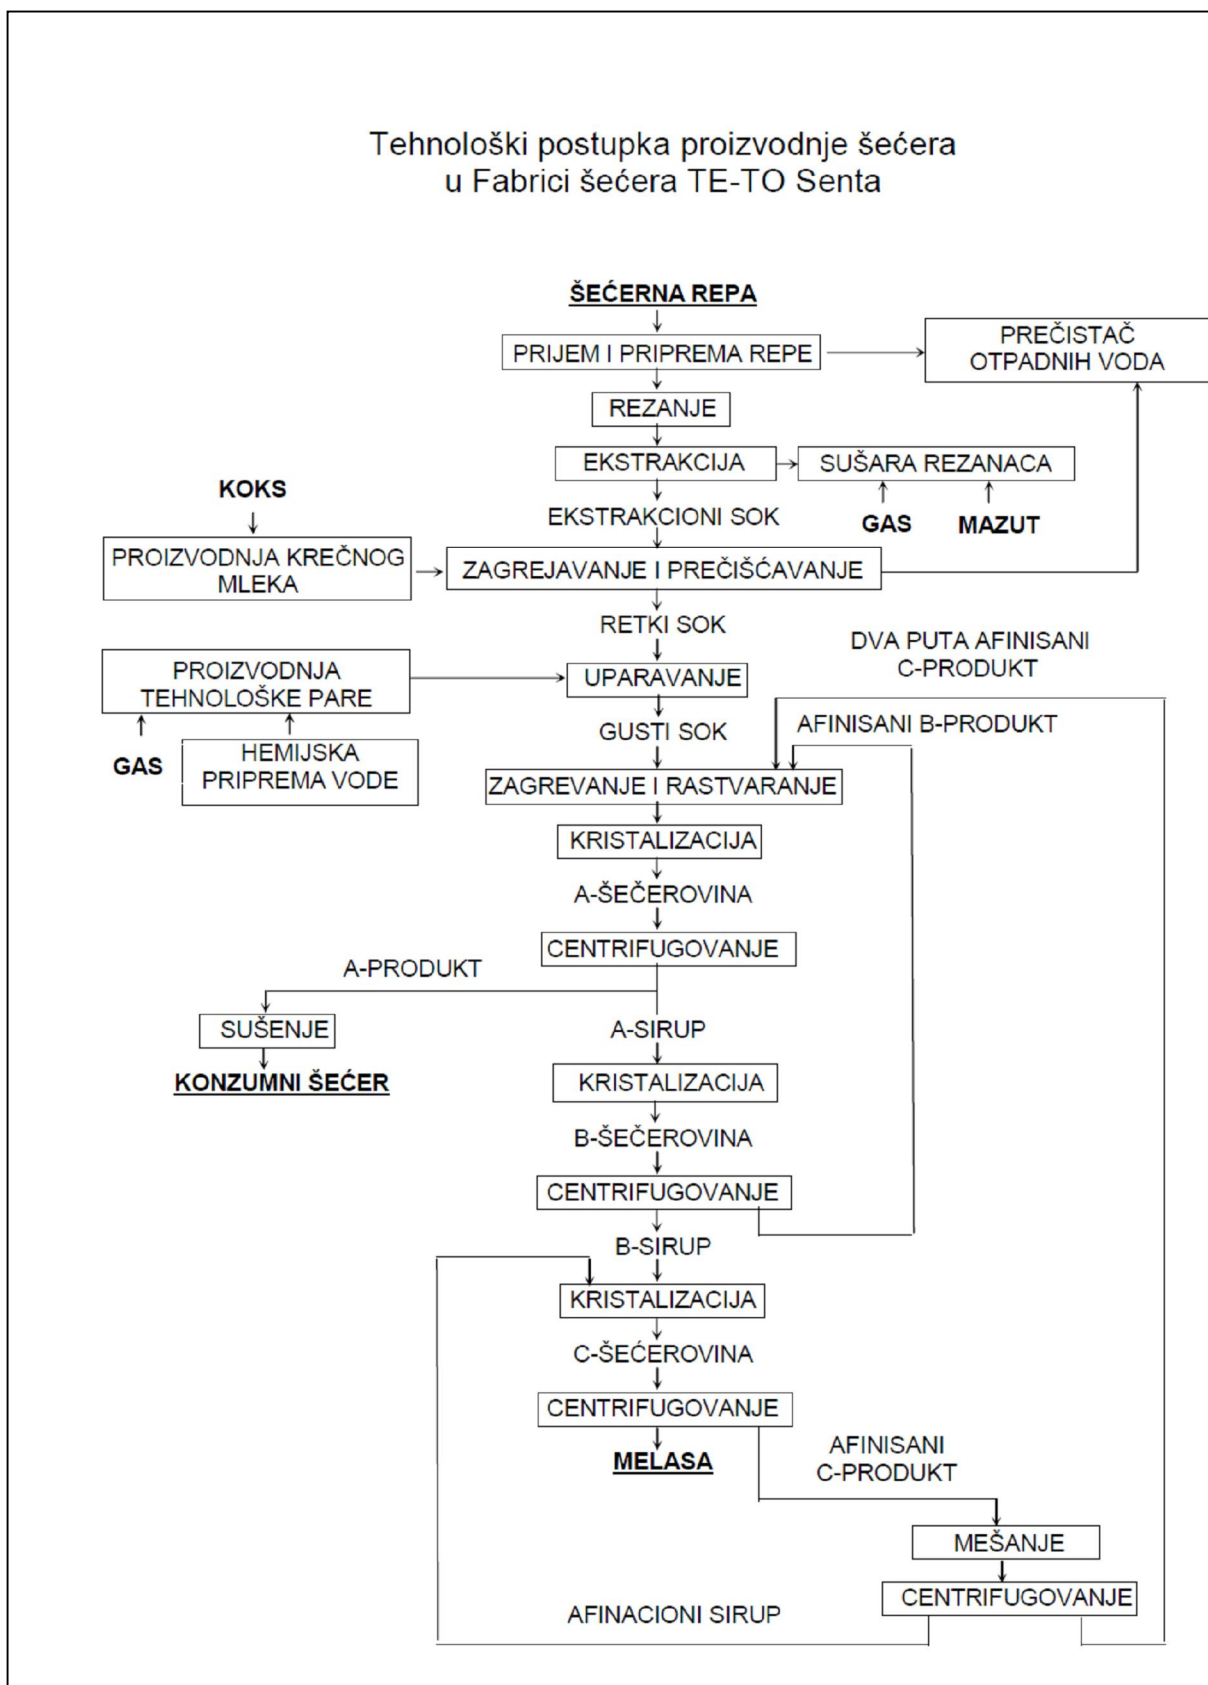 Tehnološki postupka proizvodnje šećera
u Fabrici šećera TE-TO Senta
ŠEĆERNA REPA
PRIJEM I PRIPREMA REPE
PREČISTAČ
OTPADNIH VODA
REZANJE
EKSTRAKCIJA
SUŠARA REZANACA
KOKS
EKSTRAKCIONI SOK
GAS
MAZUT
PROIZVODNJA KREČNOG
MLEKA
ZAGREJAVANJE I PREČIŠĆAVANJE
RETKI SOK
DVA PUTA AFINISANI
C-PRODUKT
PROIZVODNJA
TEHNOLOŠKE PARE
UPARAVANJE
GUSTI SOK
AFINISANI B-PRODUKT
GAS
HEMIJSKA
PRIPREMA VODE
ZAGREVANJE I RASTVARANJE
KRISTALIZACIJA
A-ŠEČEROVINA
CENTRIFUGOVANJE
A-PRODUKT
SUŠENJE
A-SIRUP
KONZUMNI ŠEĆER
KRISTALIZACIJA
B-ŠEČEROVINA
CENTRIFUGOVANJE
B-SIRUP
KRISTALIZACIJA
C-ŠEĆEROVINA
CENTRIFUGOVANJE
MELASA
AFINISANI
C-PRODUKT
MEŠANJE
CENTRIFUGOVANJE
AFINACIONI SIRUP